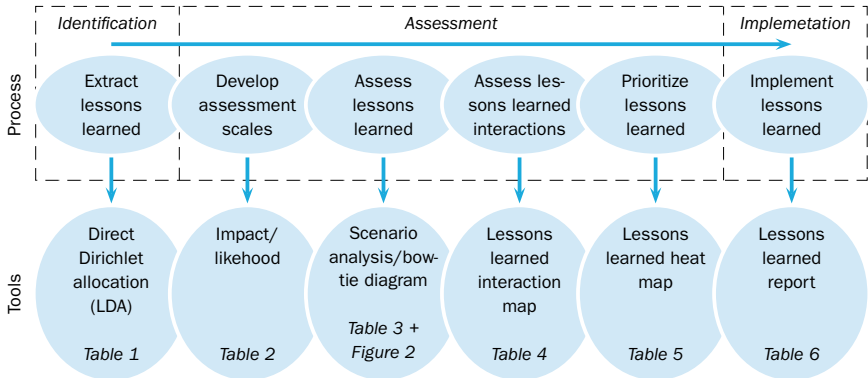 Identification
Assessment
Implemetation
Process
Extract
lessons
learned
Develop
assessment
scales
Assess
lessons
learned
Assess les-
sons learned
interactions
Prioritize
lessons
learned
Implement
lessons
learned
Tools
Direct
Dirichlet
allocation
(LDA)
Table 1
Impact/
likehood
Table 2
Scenario
analysis/bow-
tie diagram
Table 3 +
Figure 2
Lessons
learned
interaction
map
Table 4
Lessons
learned heat
map
Table 5
Lessons
learned
report
Table 6